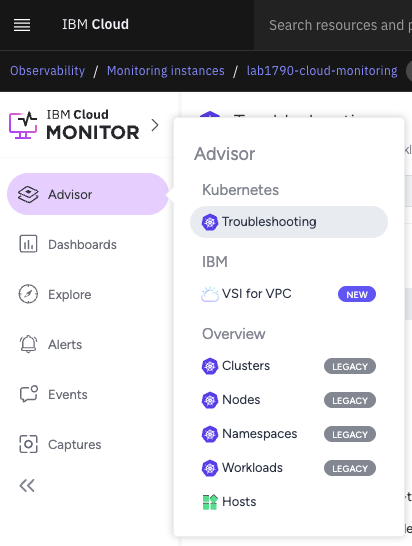 IBM Cloud
Search resources and p
Observability / Monitoring instances / lab1790-cloud-monitoring
IBM Cloud
MONITOR
Advisor
Dashboards
Explore
Alerts
Events
Captures
Advisor
Kubernetes
Troubleshooting
IBM
VSI for VPC NEW
Overview
Clusters LEGACY
Nodes LEGACY
Namespaces LEGACY
Workloads LEGACY
Hosts